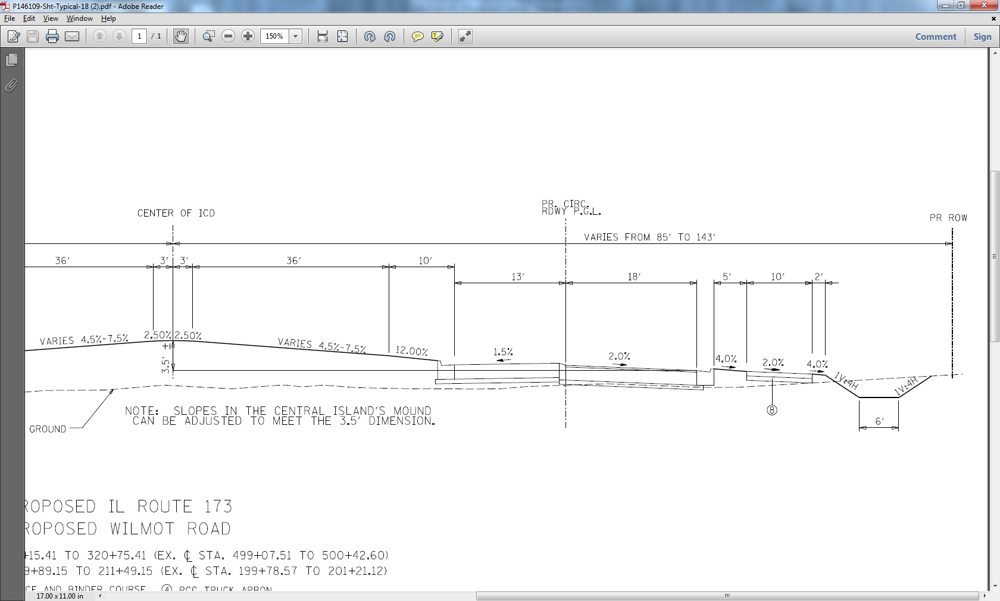 P146109-Sht-Typical-18 (2).pdf - Adobe Reader
File Edit View Window Help
1 / 1
150%
Comment Sign
CENTER OF ICD
PR. CIRC.
RDWY P.G.L.
PR ROW
VARIES FROM 85' TO 143'
36' 3' 3' 36' 10'
13' 18' 5' 10' 2'
VARIES 4.5%-7.5% 2.50% 2.50% VARIES 4.5%-7.5% 12.00% 1.5% 2.0% 4.0% 2.0% 4.0%
3.5' ±
1V:4H 1V:4H
8
6'
NOTE: SLOPES IN THE CENTRAL ISLAND'S MOUND
CAN BE ADJUSTED TO MEET THE 3.5' DIMENSION.
GROUND
ROPOSED IL ROUTE 173
ROPOSED WILMOT ROAD
+15.41 TO 320+75.41 (EX. ℄ STA. 499+07.51 TO 500+42.60)
9+89.15 TO 211+49.15 (EX. ℄ STA. 199+78.57 TO 201+21.12)
CE AND BINDER COURSE 4 PCC TRUCK APRON
17.00 x 11.00 in